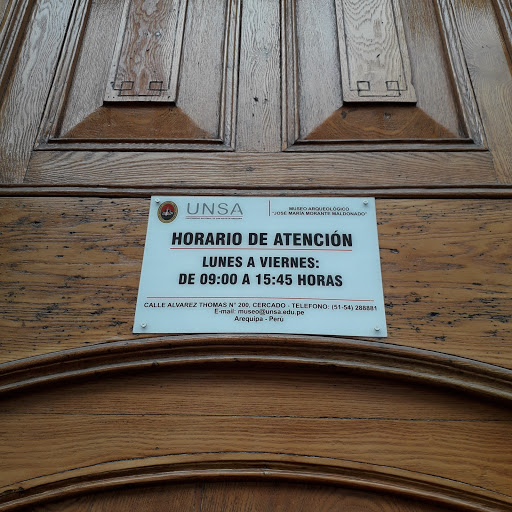 UNSA
MUSEO ARQUEOLÓGICO
"JOSE MARÍA MORANTE MALDONADO"
HORARIO DE ATENCIÓN
LUNES A VIERNES:
DE 09:00 A 15:45 HORAS
CALLE ALVAREZ THOMAS N° 200, CERCADO - TELEFONO: (51-54) 288881
E-mail: museo@unsa.edu.pe
Arequipa - Perú